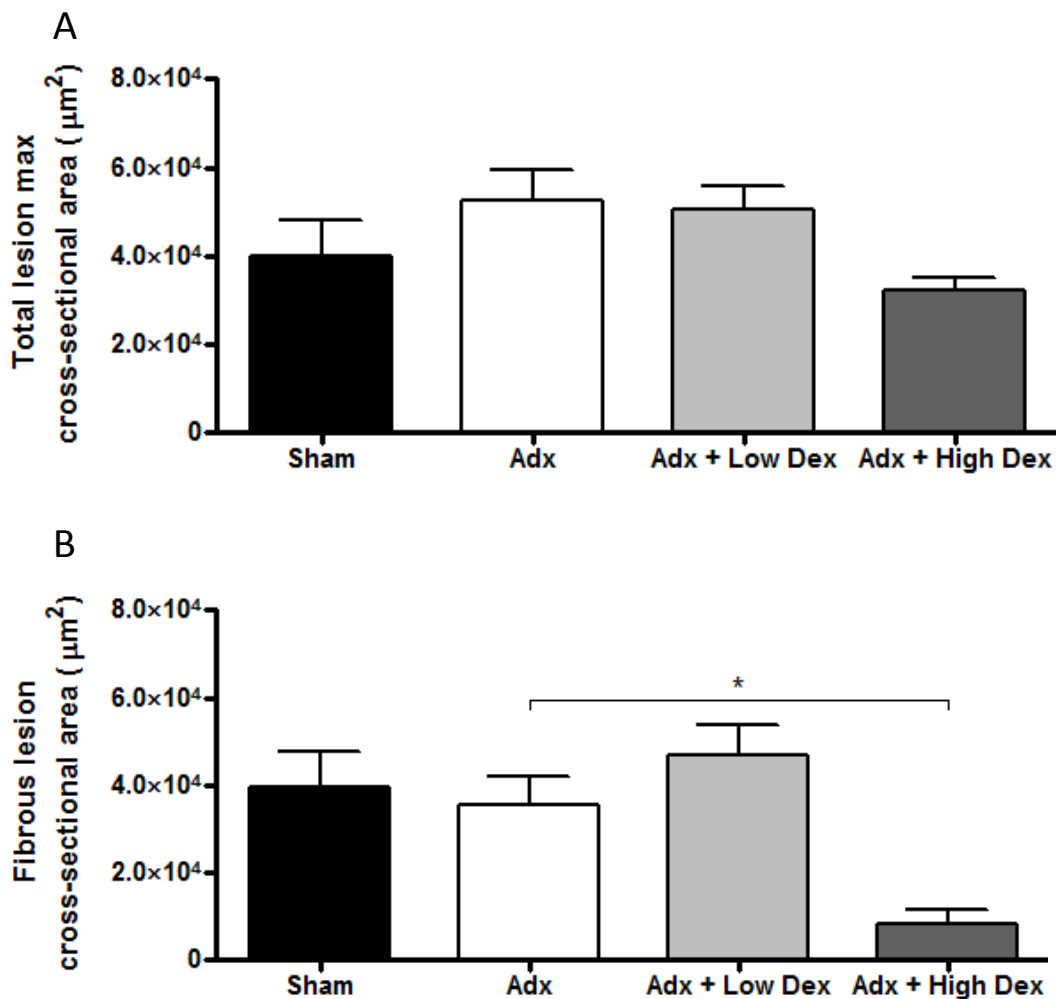 A
Total lesion max
cross-sectional area ( μm²)
8.0×10⁴
6.0×10⁴
4.0×10⁴
2.0×10⁴
0
Sham
Adx
Adx + Low Dex
Adx + High Dex
B
Fibrous lesion
cross-sectional area ( μm²)
8.0×10⁴
6.0×10⁴
4.0×10⁴
2.0×10⁴
0
*
Sham
Adx
Adx + Low Dex
Adx + High Dex